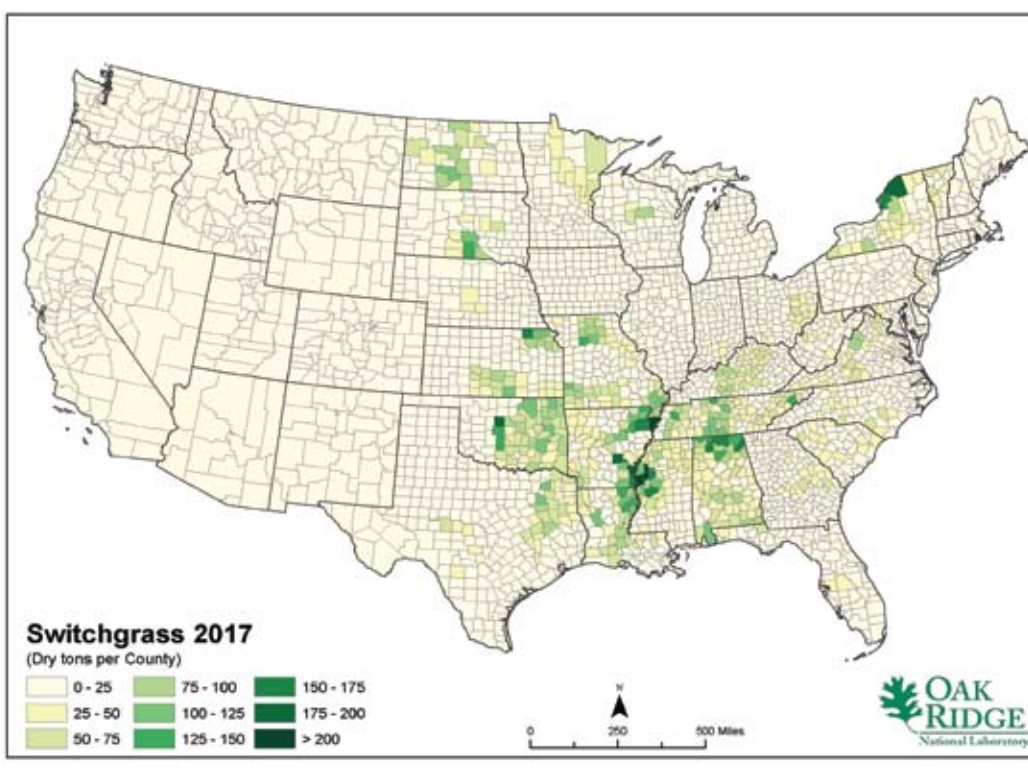 Switchgrass 2017
(Dry tons per County)
0 - 25
25 - 50
50 - 75
75 - 100
100 - 125
125 - 150
150 - 175
175 - 200
> 200
N
0 250 500 Miles
OAK
RIDGE
National Laboratory